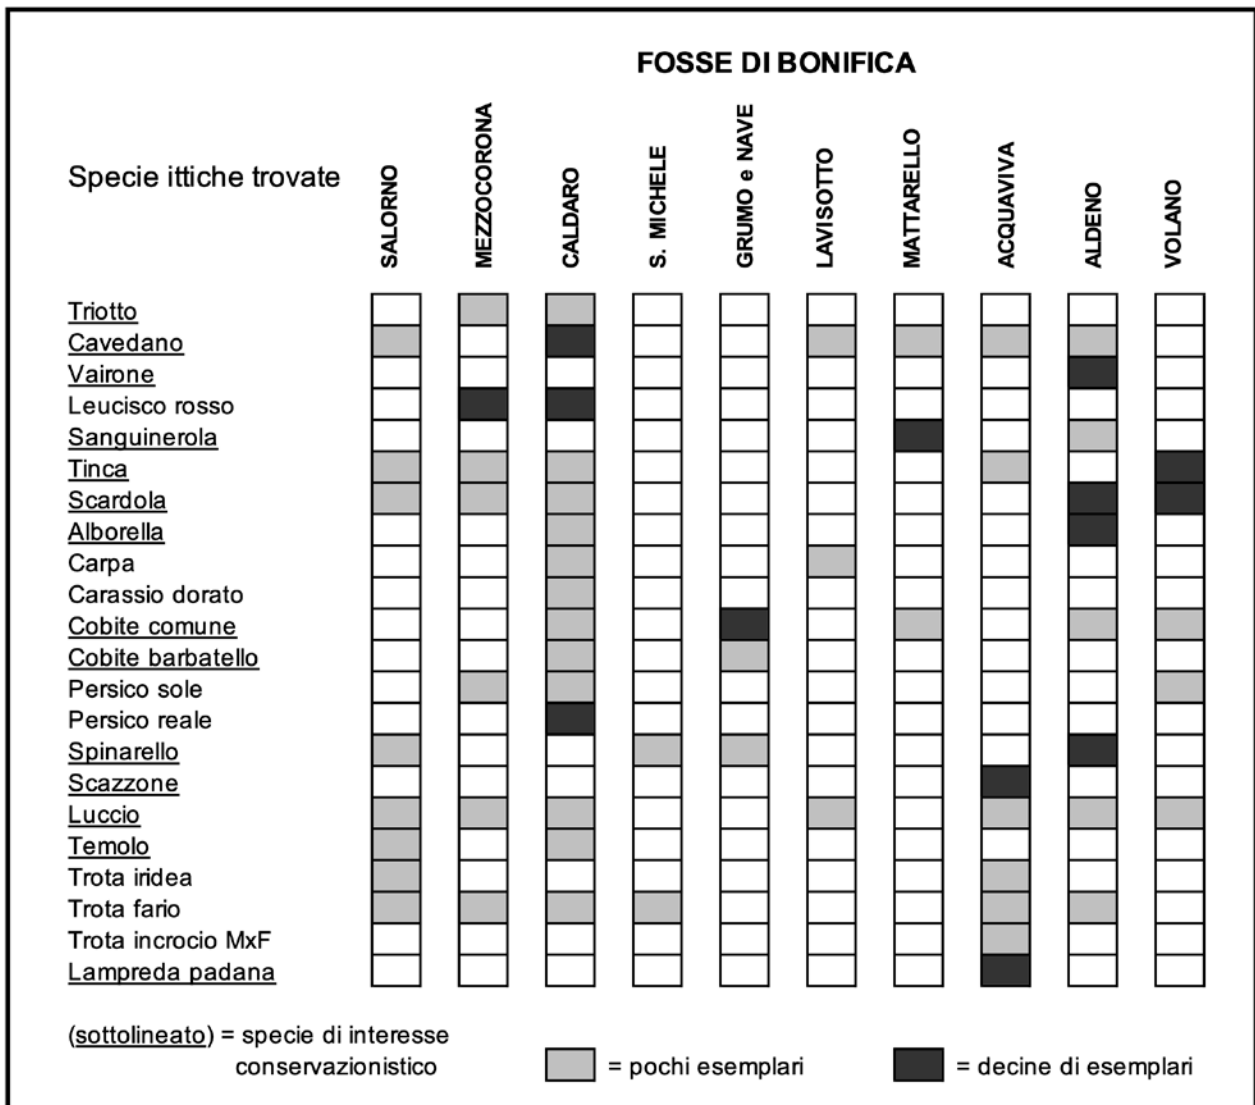 FOSSE DI BONIFICA
Specie ittiche trovate
SALORNO
MEZZOCORONA
CALDARO
S. MICHELE
GRUMO e NAVE
LAVISOTTO
MATTARELLO
ACQUAVIVA
ALDENO
VOLANO
Triotto
Cavedano
Vairone
Leucisco rosso
Sanguinerola
Tinca
Scardola
Alborella
Carpa
Carassio dorato
Cobite comune
Cobite barbatello
Persico sole
Persico reale
Spinarello
Scazzone
Luccio
Temolo
Trota iridea
Trota fario
Trota incrocio MxF
Lampreda padana
(sottolineato) = specie di interesse
conservazionistico
= pochi esemplari
= decine di esemplari